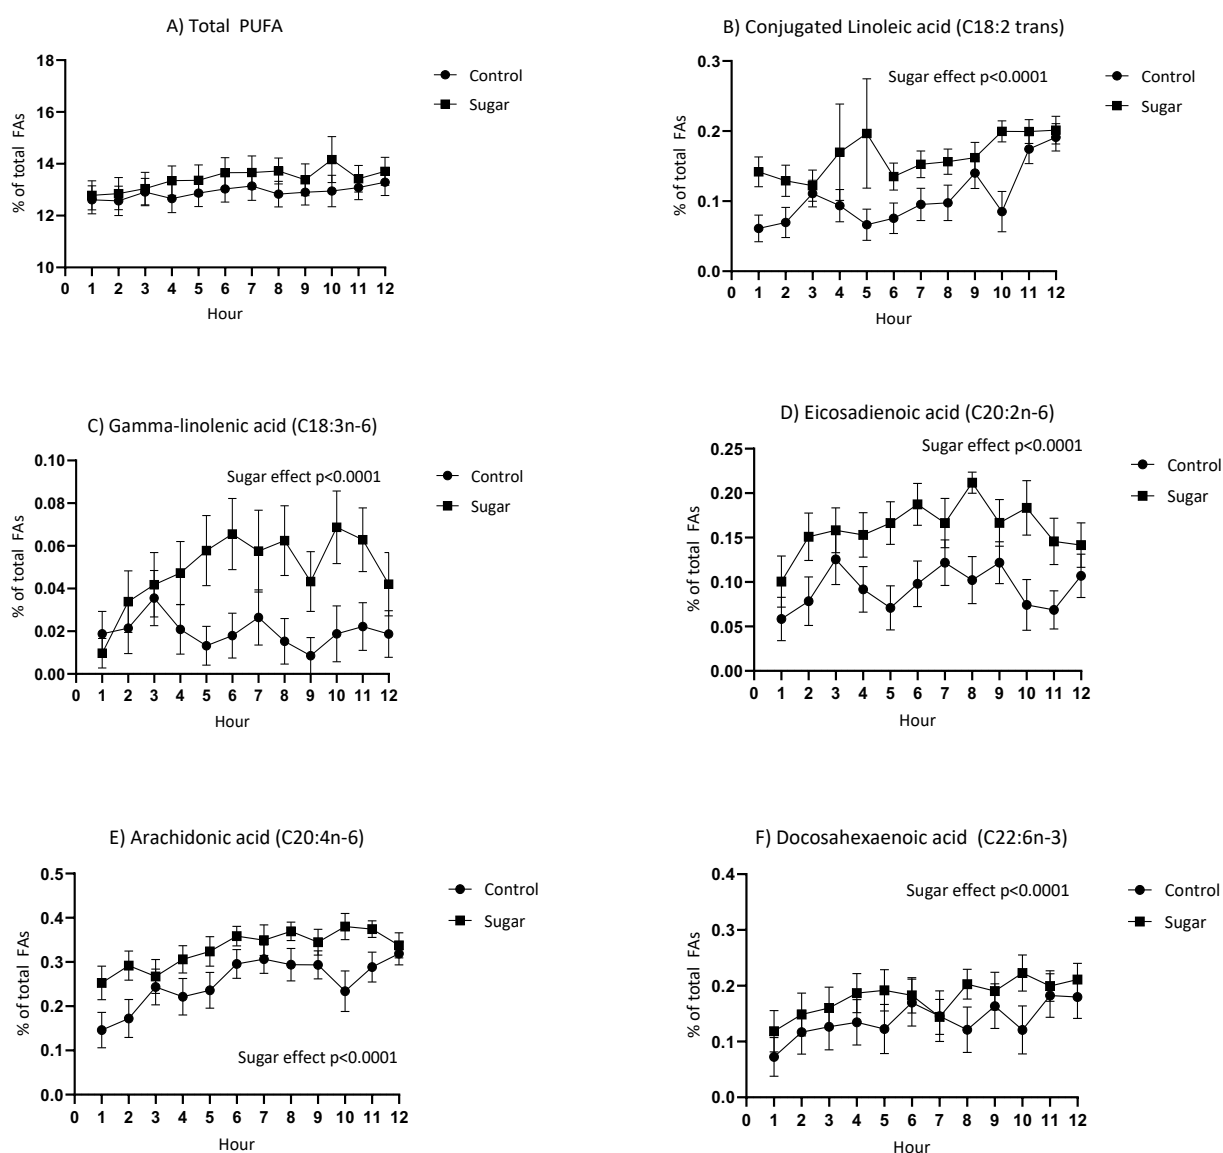 A) Total PUFA
% of total FAs
18
16
14
12
10
0 1 2 3 4 5 6 7 8 9 10 11 12
Hour
Control
Sugar
B) Conjugated Linoleic acid (C18:2 trans)
Sugar effect p<0.0001
% of total FAs
0.3
0.2
0.1
0.0
0 1 2 3 4 5 6 7 8 9 10 11 12
Hour
Control
Sugar
C) Gamma-linolenic acid (C18:3n-6)
Sugar effect p<0.0001
% of total FAs
0.10
0.08
0.06
0.04
0.02
0.00
0 1 2 3 4 5 6 7 8 9 10 11 12
Hour
Control
Sugar
D) Eicosadienoic acid (C20:2n-6)
Sugar effect p<0.0001
% of total FAs
0.25
0.20
0.15
0.10
0.05
0.00
0 1 2 3 4 5 6 7 8 9 10 11 12
Hour
Control
Sugar
E) Arachidonic acid (C20:4n-6)
% of total FAs
0.5
0.4
0.3
0.2
0.1
0.0
Sugar effect p<0.0001
0 1 2 3 4 5 6 7 8 9 10 11 12
Hour
Control
Sugar
F) Docosahexaenoic acid (C22:6n-3)
Sugar effect p<0.0001
% of total FAs
0.4
0.3
0.2
0.1
0.0
0 1 2 3 4 5 6 7 8 9 10 11 12
Hour
Control
Sugar